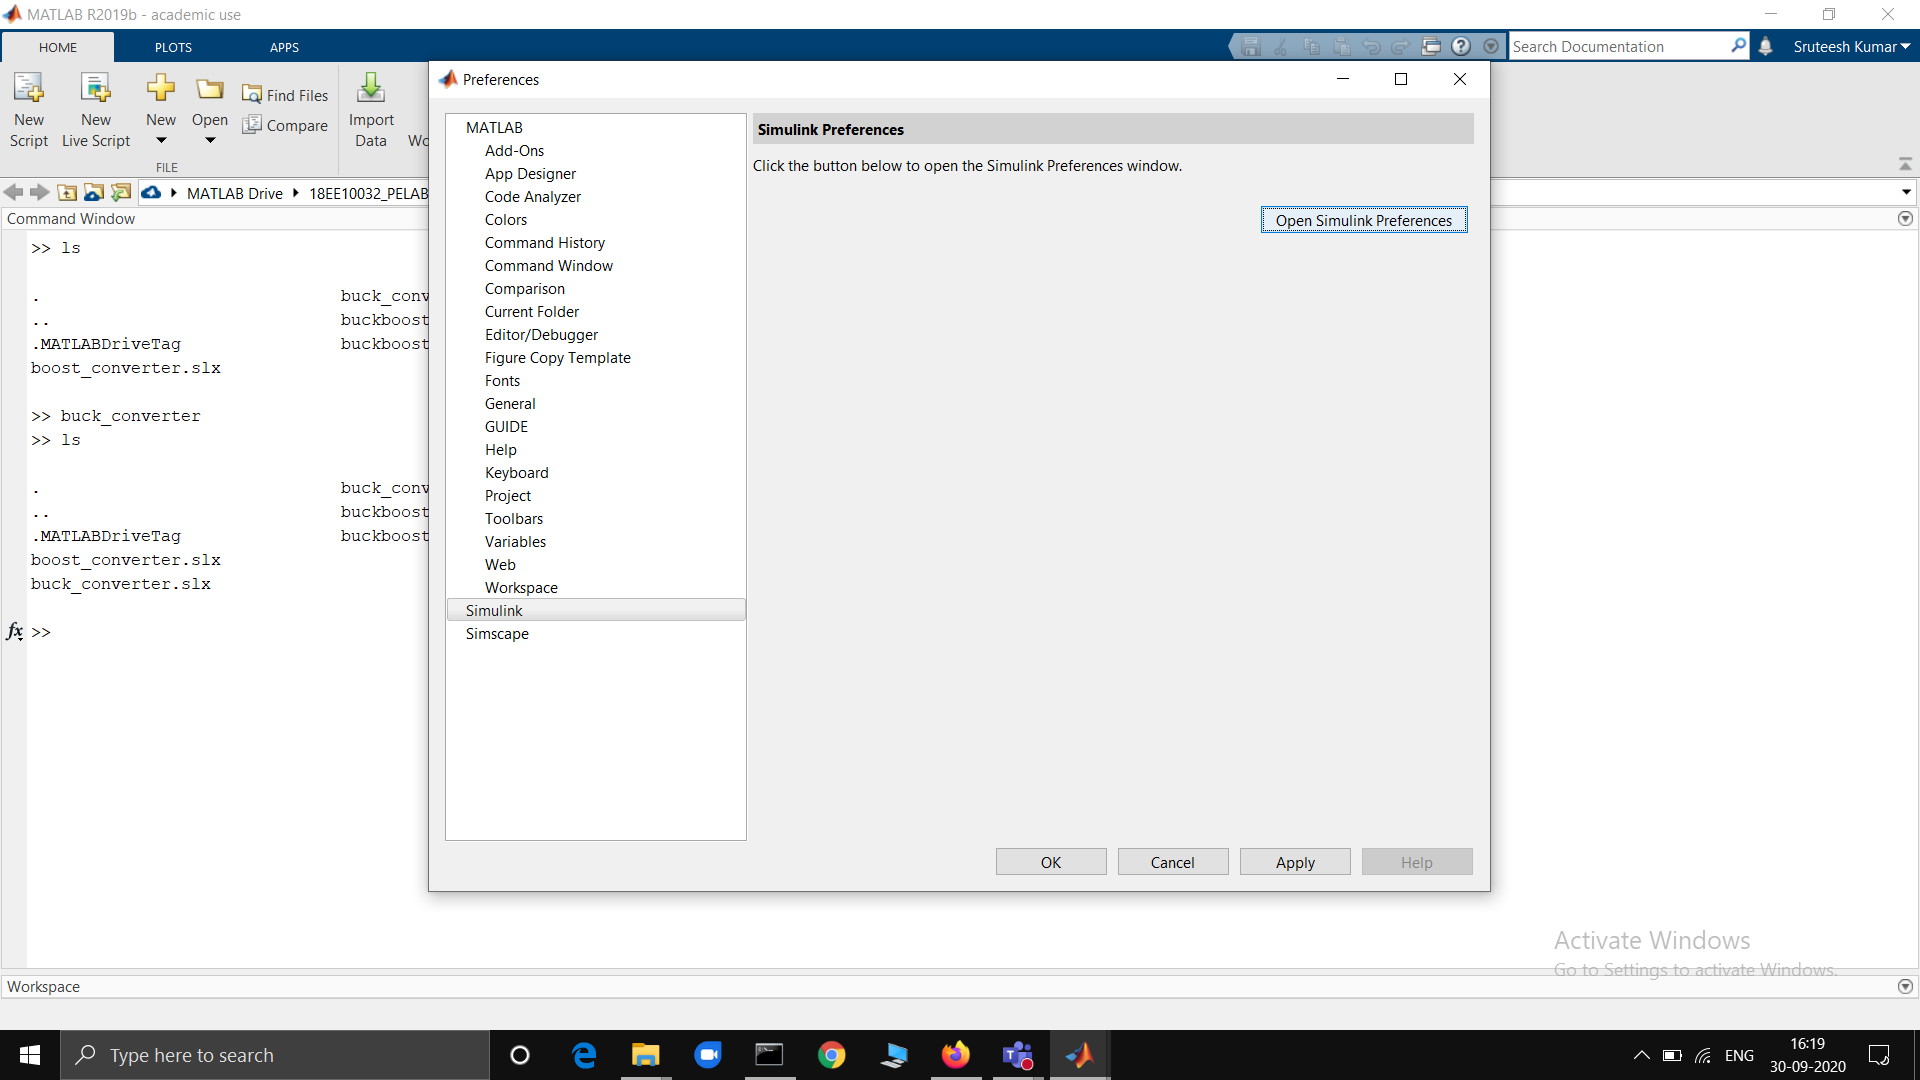 MATLAB R2019b - academic use
HOME PLOTS APPS
Search Documentation
Sruteesh Kumar
New Script
New Live Script
New
Open
Find Files
Compare
Import Data
FILE
MATLAB Drive 18EE10032_PELAB
Command Window
>> ls
. buck_conv
.. buckboost
.MATLABDriveTag buckboost
boost_converter.slx
>> buck_converter
>> ls
. buck_conv
.. buckboost
.MATLABDriveTag buckboost
boost_converter.slx
buck_converter.slx
fx >>
Preferences
MATLAB
Add-Ons
App Designer
Code Analyzer
Colors
Command History
Command Window
Comparison
Current Folder
Editor/Debugger
Figure Copy Template
Fonts
General
GUIDE
Help
Keyboard
Project
Toolbars
Variables
Web
Workspace
Simulink
Simscape
Simulink Preferences
Click the button below to open the Simulink Preferences window.
Open Simulink Preferences
OK Cancel Apply Help
Activate Windows
Go to Settings to activate Windows.
Workspace
Type here to search
ENG
16:19
30-09-2020